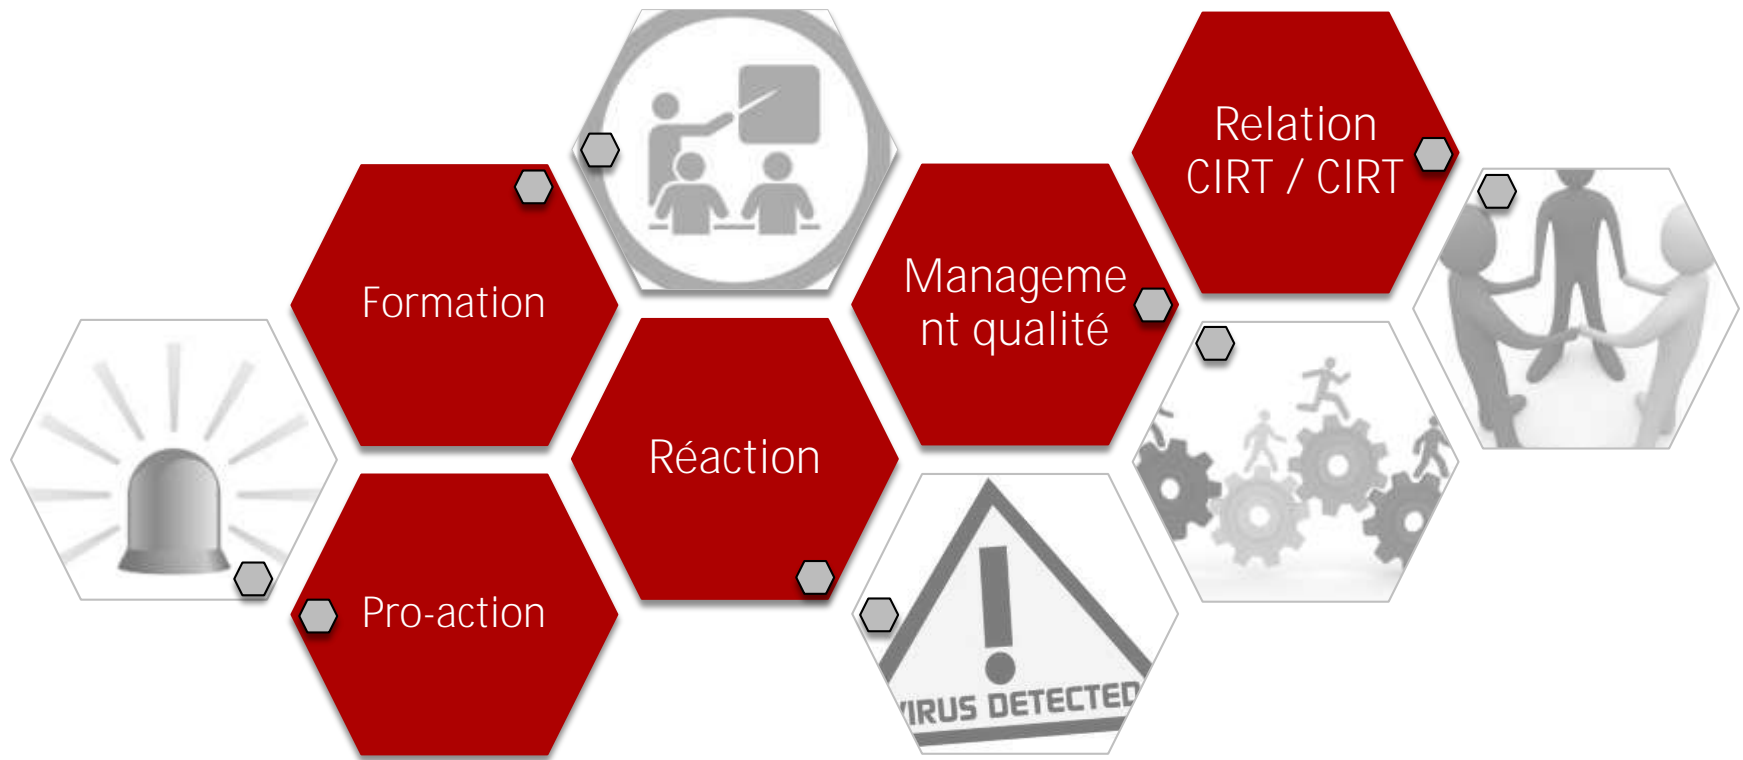 Relation
CIRT / CIRT
Manageme
nt qualité
Formation
Réaction
Pro-action
VIRUS DETECTED